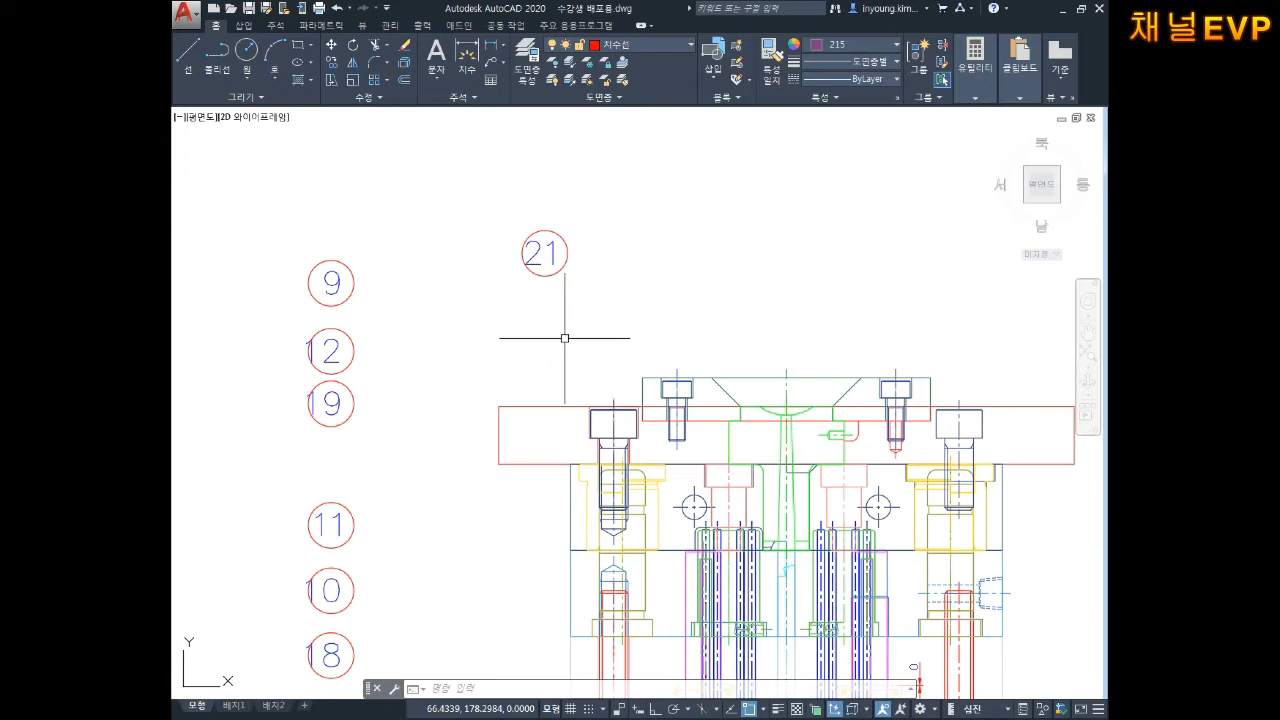 채널EVP
Autodesk AutoCAD 2020 수강생 배포용.dwg
키워드 또는 구 입력
inyoung.kim...
홈 삽입 주석 파라메트릭 뷰 관리 출력 애드인 공동 작업 주요 응용프로그램
선 폴리선 원 호
문자 치수
도면층 특성
지수선
삽입
특성 일치
215
도면층별
ByLayer
그룹
유틸리티
클립보드
기준
그리기 수정 주석 도면층 블록 특성 그룹 뷰
[−][평면도][2D 와이어프레임]
북
서 평면도 동
남
미지정
21
9
12
19
11
10
18
0
Y
X
명령 입력
모형 배치1 배치2 +
66.4339, 178.2984, 0.0000 모형
십진